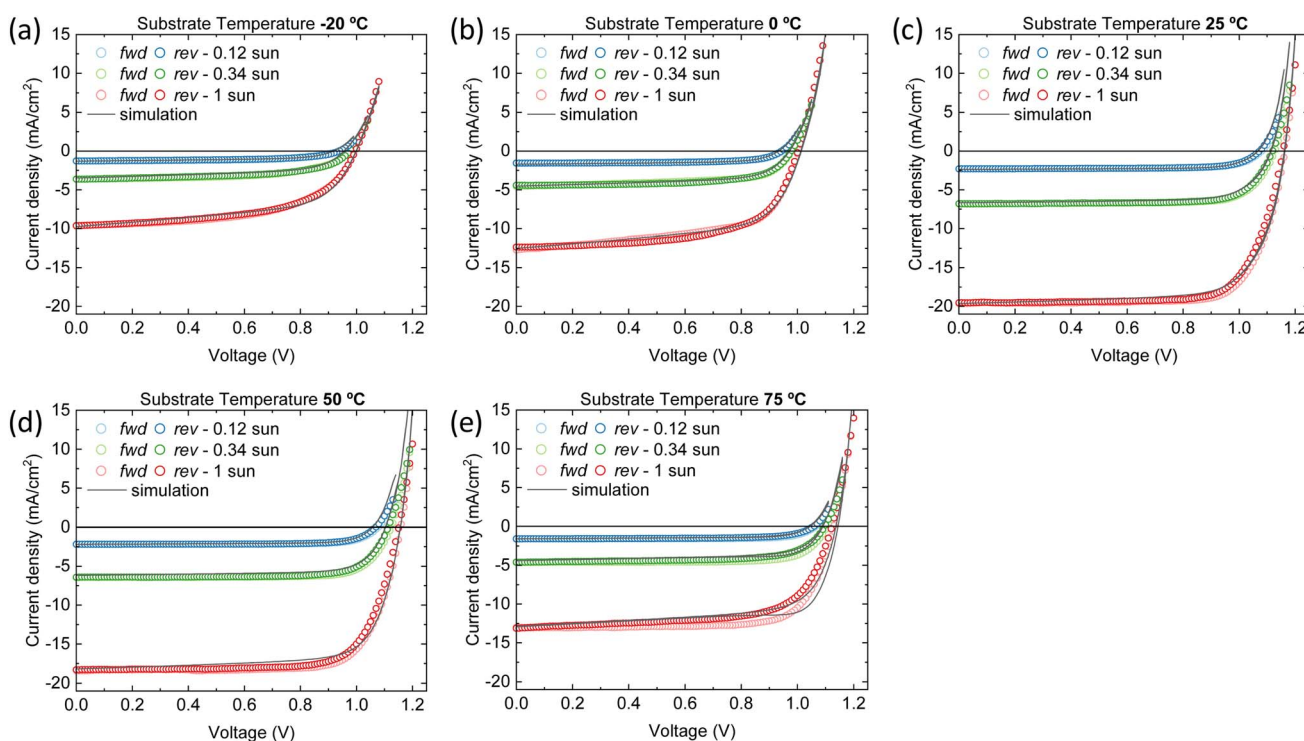 (a)
Substrate Temperature -20 ºC
fwd rev - 0.12 sun
fwd rev - 0.34 sun
fwd rev - 1 sun
simulation
Current density (mA/cm²)
15
10
5
0
-5
-10
-15
-20
0.0 0.2 0.4 0.6 0.8 1.0 1.2
Voltage (V)
(b)
Substrate Temperature 0 ºC
fwd rev - 0.12 sun
fwd rev - 0.34 sun
fwd rev - 1 sun
simulation
Current density (mA/cm²)
15
10
5
0
-5
-10
-15
-20
0.0 0.2 0.4 0.6 0.8 1.0 1.2
Voltage (V)
(c)
Substrate Temperature 25 ºC
fwd rev - 0.12 sun
fwd rev - 0.34 sun
fwd rev - 1 sun
simulation
Current density (mA/cm²)
15
10
5
0
-5
-10
-15
-20
0.0 0.2 0.4 0.6 0.8 1.0 1.2
Voltage (V)
(d)
Substrate Temperature 50 ºC
fwd rev - 0.12 sun
fwd rev - 0.34 sun
fwd rev - 1 sun
simulation
Current density (mA/cm²)
15
10
5
0
-5
-10
-15
-20
0.0 0.2 0.4 0.6 0.8 1.0 1.2
Voltage (V)
(e)
Substrate Temperature 75 ºC
fwd rev - 0.12 sun
fwd rev - 0.34 sun
fwd rev - 1 sun
simulation
Current density (mA/cm²)
15
10
5
0
-5
-10
-15
-20
0.0 0.2 0.4 0.6 0.8 1.0 1.2
Voltage (V)